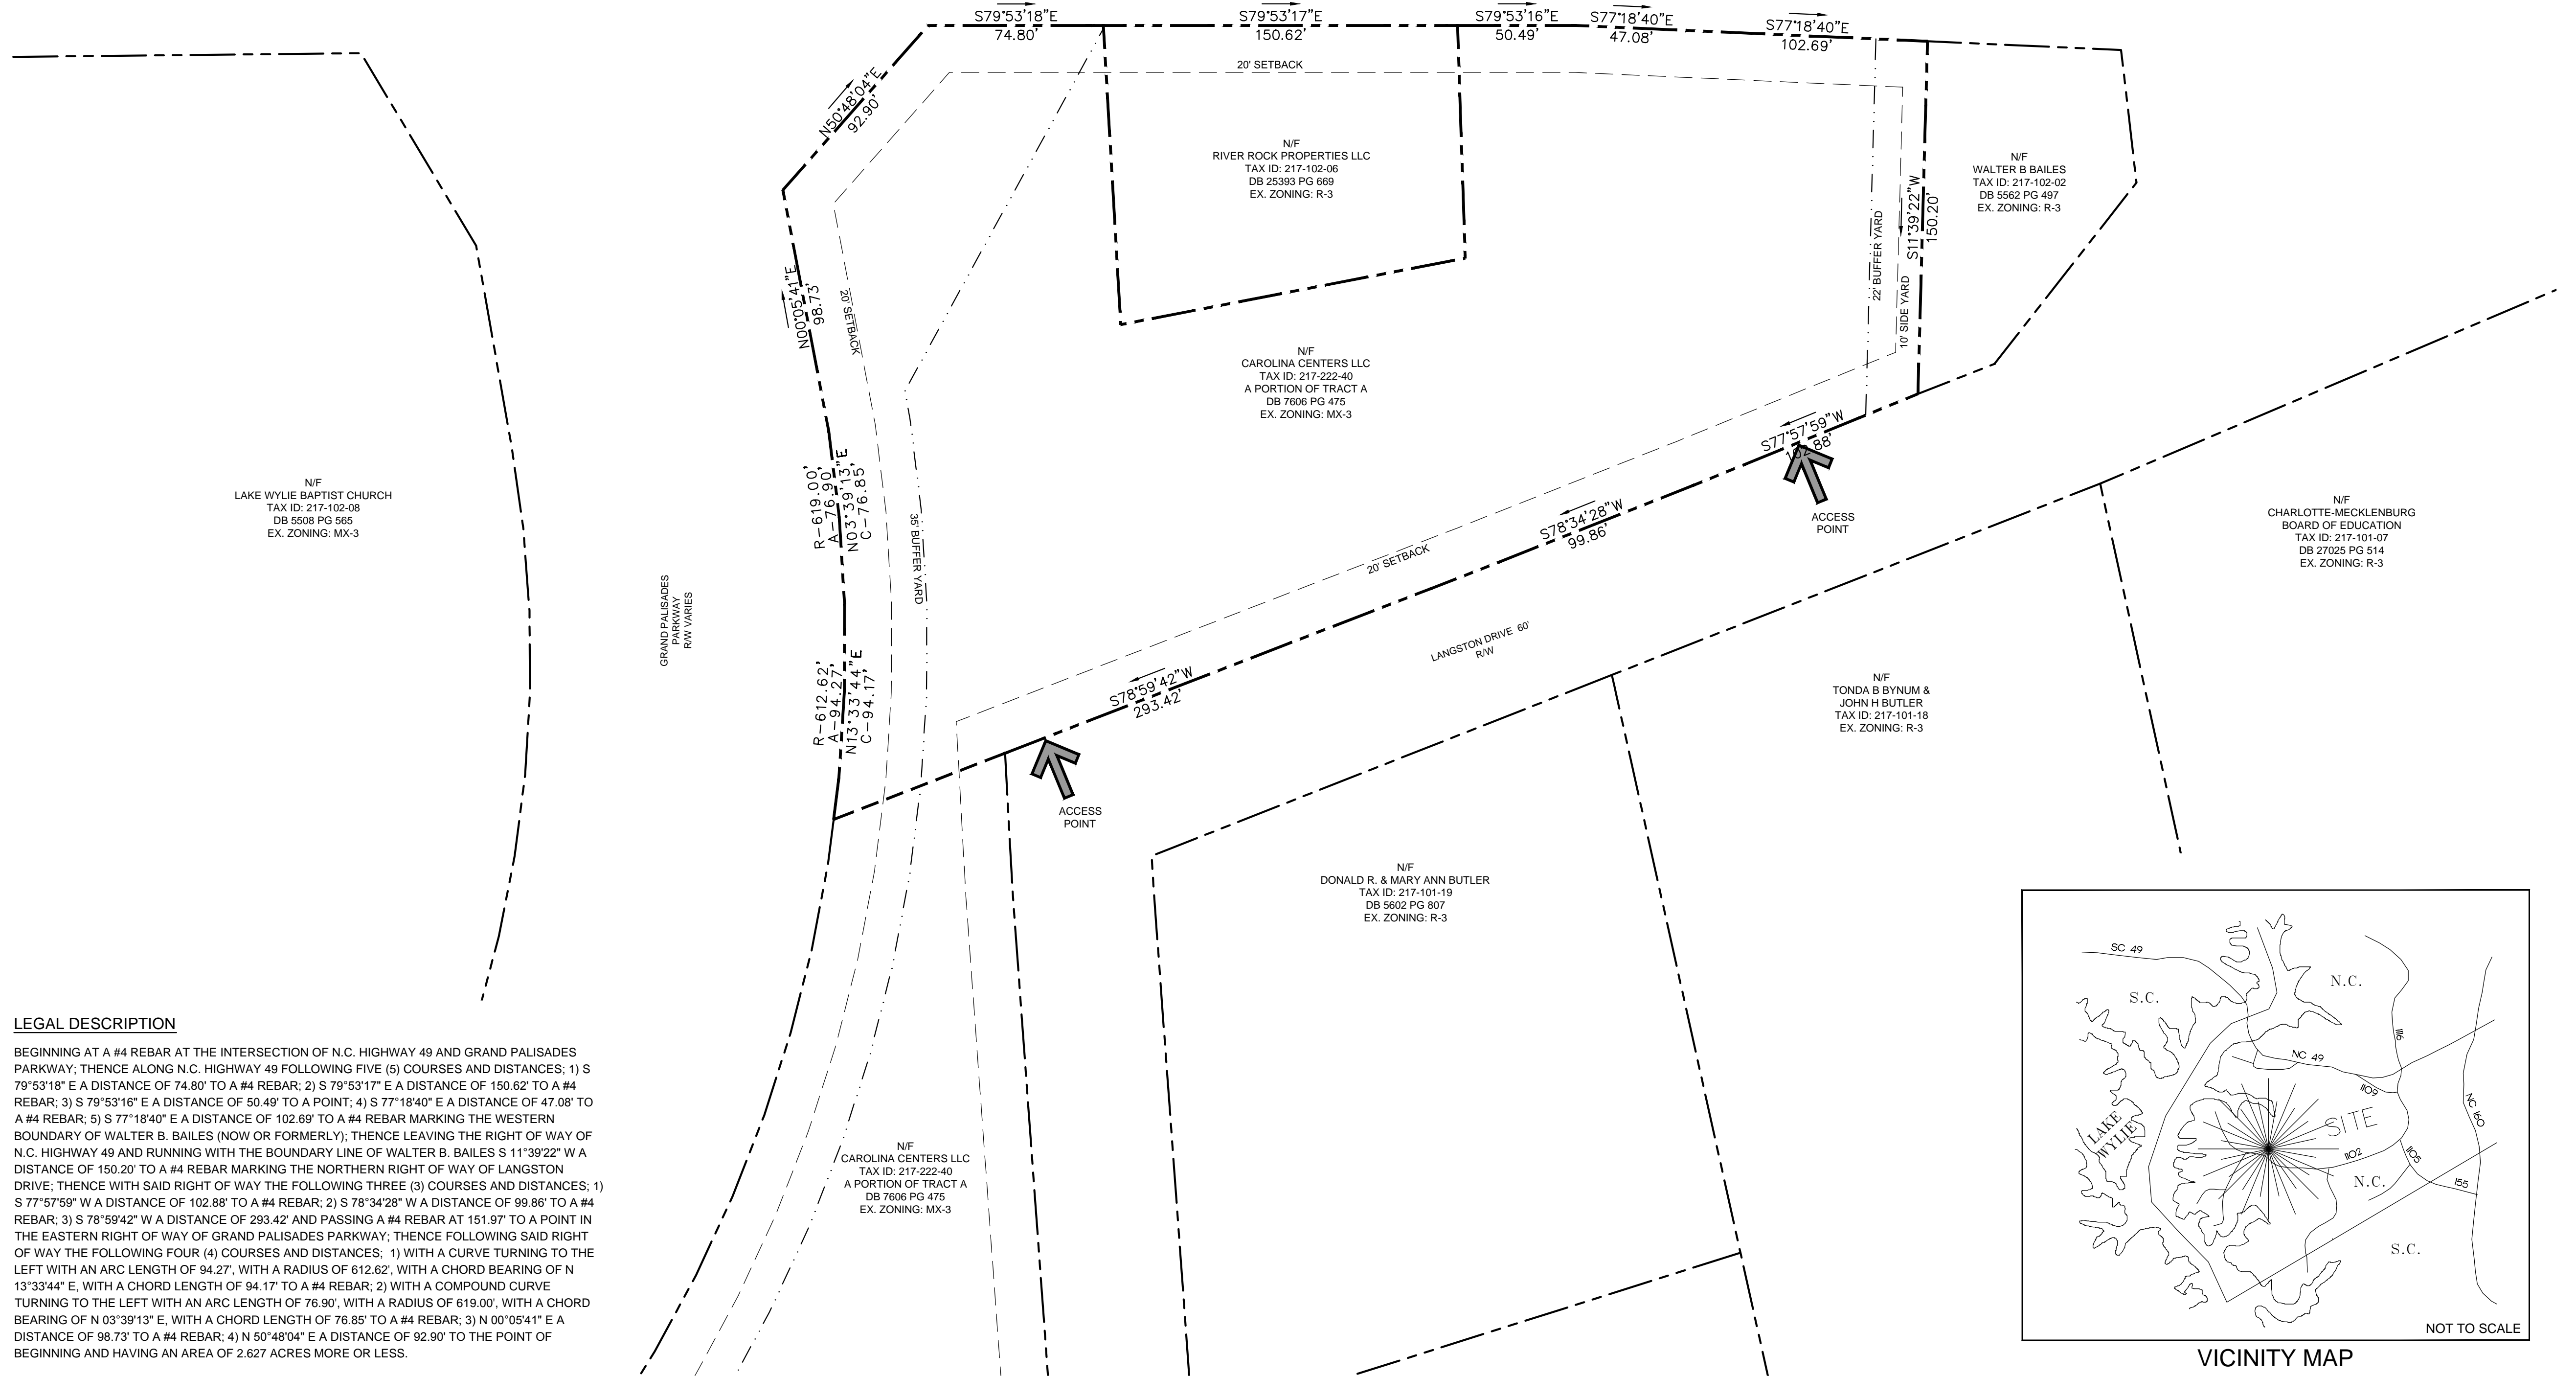 S79°53'18"E
74.80'
S79°53'17"E
150.62'
S79°53'16"E
50.49'
S77°18'40"E
47.08'
S77°18'40"E
102.69'
20' SETBACK
N50°48'04"E
92.90'
N/F
RIVER ROCK PROPERTIES LLC
TAX ID: 217-102-06
DB 25393 PG 669
EX. ZONING: R-3
N/F
WALTER B BAILES
TAX ID: 217-102-02
DB 5562 PG 497
EX. ZONING: R-3
S11°39'22"W
150.20'
22' BUFFER YARD
10' SIDE YARD
N00°05'41"E
98.73'
20' SETBACK
N/F
CAROLINA CENTERS LLC
TAX ID: 217-222-40
A PORTION OF TRACT A
DB 7606 PG 475
EX. ZONING: MX-3
S77°57'59"W
102.88'
ACCESS
POINT
N/F
LAKE WYLIE BAPTIST CHURCH
TAX ID: 217-102-08
DB 5508 PG 565
EX. ZONING: MX-3
R-619.00'
A-76.90'
N03°39'13"E
C-76.85'
35' BUFFER YARD
S78°34'28"W
99.86'
20' SETBACK
N/F
CHARLOTTE-MECKLENBURG
BOARD OF EDUCATION
TAX ID: 217-101-07
DB 27025 PG 514
EX. ZONING: R-3
GRAND PALISADES
PARKWAY
R/W VARIES
R-612.62'
A-94.27'
N13°33'44"E
C-94.17'
LANGSTON DRIVE 60'
R/W
S78°59'42"W
293.42'
ACCESS
POINT
N/F
TONDA B BYNUM &
JOHN H BUTLER
TAX ID: 217-101-18
EX. ZONING: R-3
N/F
DONALD R. & MARY ANN BUTLER
TAX ID: 217-101-19
DB 5602 PG 807
EX. ZONING: R-3
N/F
CAROLINA CENTERS LLC
TAX ID: 217-222-40
A PORTION OF TRACT A
DB 7606 PG 475
EX. ZONING: MX-3
LEGAL DESCRIPTION
BEGINNING AT A #4 REBAR AT THE INTERSECTION OF N.C. HIGHWAY 49 AND GRAND PALISADES
PARKWAY; THENCE ALONG N.C. HIGHWAY 49 FOLLOWING FIVE (5) COURSES AND DISTANCES; 1) S
79°53'18" E A DISTANCE OF 74.80' TO A #4 REBAR; 2) S 79°53'17" E A DISTANCE OF 150.62' TO A #4
REBAR; 3) S 79°53'16" E A DISTANCE OF 50.49' TO A POINT; 4) S 77°18'40" E A DISTANCE OF 47.08' TO
A #4 REBAR; 5) S 77°18'40" E A DISTANCE OF 102.69' TO A #4 REBAR MARKING THE WESTERN
BOUNDARY OF WALTER B. BAILES (NOW OR FORMERLY); THENCE LEAVING THE RIGHT OF WAY OF
N.C. HIGHWAY 49 AND RUNNING WITH THE BOUNDARY LINE OF WALTER B. BAILES S 11°39'22" W A
DISTANCE OF 150.20' TO A #4 REBAR MARKING THE NORTHERN RIGHT OF WAY OF LANGSTON
DRIVE; THENCE WITH SAID RIGHT OF WAY THE FOLLOWING THREE (3) COURSES AND DISTANCES; 1)
S 77°57'59" W A DISTANCE OF 102.88' TO A #4 REBAR; 2) S 78°34'28" W A DISTANCE OF 99.86' TO A #4
REBAR; 3) S 78°59'42" W A DISTANCE OF 293.42' AND PASSING A #4 REBAR AT 151.97' TO A POINT IN
THE EASTERN RIGHT OF WAY OF GRAND PALISADES PARKWAY; THENCE FOLLOWING SAID RIGHT
OF WAY THE FOLLOWING FOUR (4) COURSES AND DISTANCES; 1) WITH A CURVE TURNING TO THE
LEFT WITH AN ARC LENGTH OF 94.27', WITH A RADIUS OF 612.62', WITH A CHORD BEARING OF N
13°33'44" E, WITH A CHORD LENGTH OF 94.17' TO A #4 REBAR; 2) WITH A COMPOUND CURVE
TURNING TO THE LEFT WITH AN ARC LENGTH OF 76.90', WITH A RADIUS OF 619.00', WITH A CHORD
BEARING OF N 03°39'13" E, WITH A CHORD LENGTH OF 76.85' TO A #4 REBAR; 3) N 00°05'41" E A
DISTANCE OF 98.73' TO A #4 REBAR; 4) N 50°48'04" E A DISTANCE OF 92.90' TO THE POINT OF
BEGINNING AND HAVING AN AREA OF 2.627 ACRES MORE OR LESS.
SC 49
S.C.
N.C.
1116
NC 49
1109
NC 160
LAKE
WYLIE
SITE
1102
1105
155
N.C.
S.C.
NOT TO SCALE
VICINITY MAP